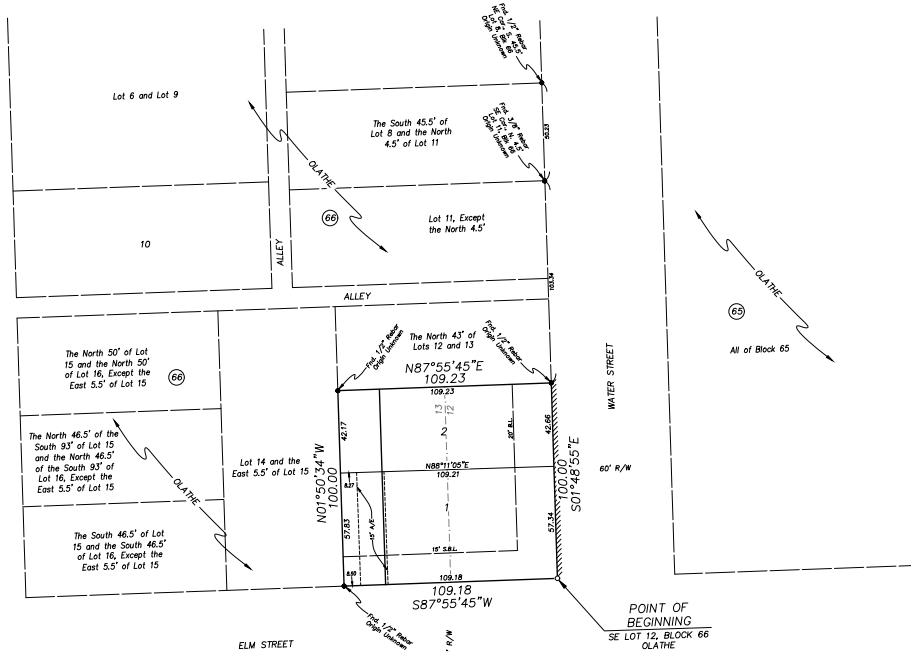 Fnd. 1/2" Rebar
NE Cor., S. 45.5'
Lot 8, Blk 66
Origin Unknown
Lot 6 and Lot 9
The South 45.5' of
Lot 8 and the North
4.5' of Lot 11
50.23
Fnd. 3/8" Rebar
SE Cor., N. 4.5'
Lot 11, Blk 66
Origin Unknown
OLATHE
66
10
ALLEY
Lot 11, Except
the North 4.5'
103.34
ALLEY
OLATHE
65
All of Block 65
WATER STREET
60' R/W
The North 50' of Lot
15 and the North 50'
of Lot 16, Except the
East 5.5' of Lot 15
66
Fnd. 1/2" Rebar
Origin Unknown
The North 43' of
Lots 12 and 13
Fnd. 1/2" Rebar
Origin Unknown
N87°55'45"E
109.23
109.23
13
12
2
20' B.L.
42.17
42.66
The North 46.5' of the
South 93' of Lot 15
and the North 46.5'
of the South 93' of
Lot 16, Except the
East 5.5' of Lot 15
OLATHE
Lot 14 and the
East 5.5' of Lot 15
N01°50'34"W
100.00
N88°11'05"E
109.21
8.27
15' A/E
1
57.83
57.34
100.00
S01°48'55"E
The South 46.5' of Lot
15 and the South 46.5'
of Lot 16, Except the
East 5.5' of Lot 15
15' S.B.L.
8.50
109.18
109.18
S87°55'45"W
Fnd. 1/2" Rebar
Origin Unknown
ELM STREET
' R/W
POINT OF
BEGINNING
SE LOT 12, BLOCK 66
OLATHE